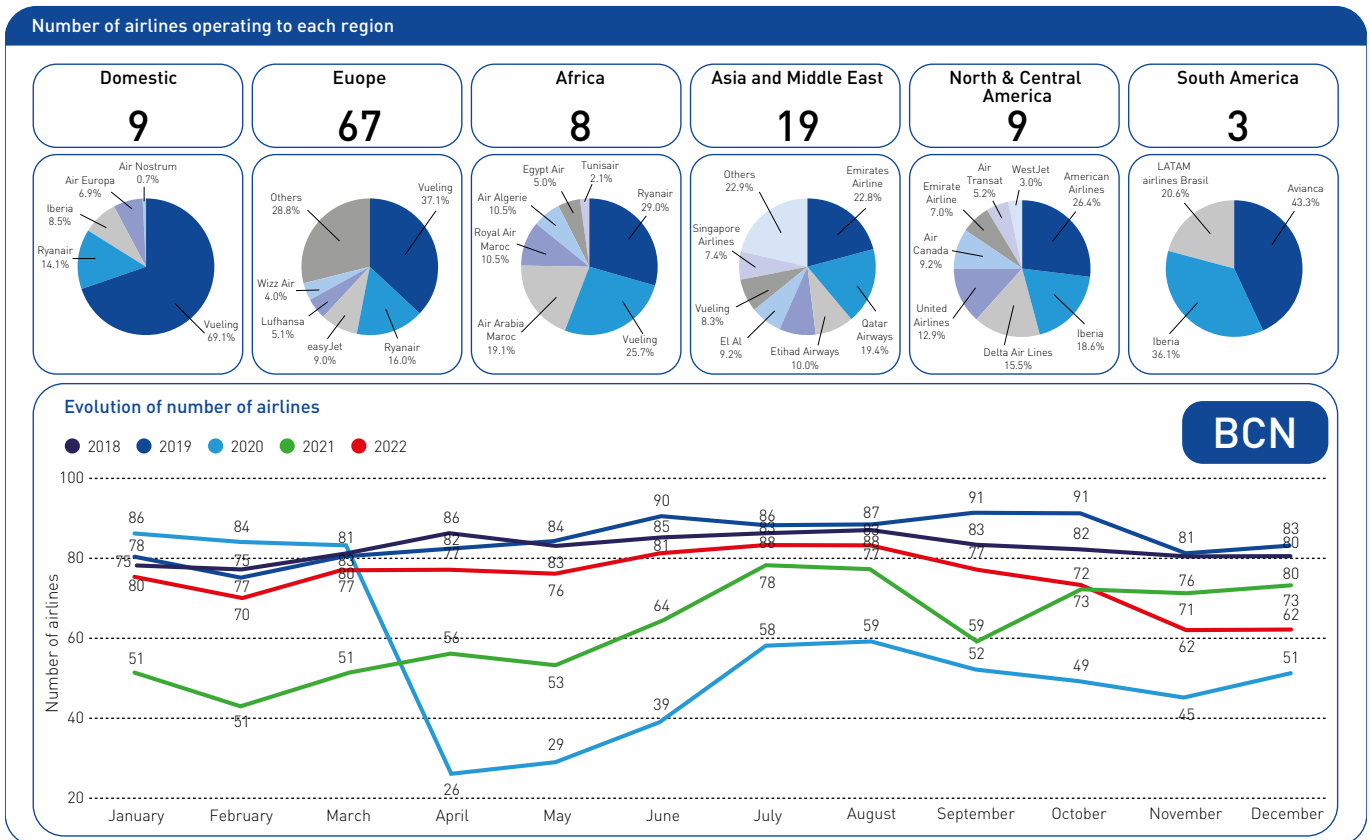 Number of airlines operating to each region
Domestic
9
Euope
67
Africa
8
Asia and Middle East
19
North & Central
America
9
South America
3
Air Nostrum
0.7%
Air Europa
6.9%
Iberia
8.5%
Ryanair
14.1%
Vueling
69.1%
Others
28.8%
Vueling
37.1%
Wizz Air
4.0%
Lufhansa
5.1%
easyJet
9.0%
Ryanair
16.0%
Egypt Air
5.0%
Tunisair
2.1%
Air Algerie
10.5%
Ryanair
29.0%
Royal Air
Maroc
10.5%
Air Arabia
Maroc
19.1%
Vueling
25.7%
Others
22.9%
Emirates
Airline
22.8%
Singapore
Airlines
7.4%
Vueling
8.3%
El Al
9.2%
Etihad Airways
10.0%
Qatar
Airways
19.4%
Air
Transat
5.2%
WestJet
3.0%
American
Airlines
26.4%
Emirate
Airline
7.0%
Air
Canada
9.2%
United
Airlines
12.9%
Delta Air Lines
15.5%
Iberia
18.6%
LATAM
airlines Brasil
20.6%
Avianca
43.3%
Iberia
36.1%
Evolution of number of airlines
BCN
2018 2019 2020 2021 2022
Number of airlines
100
80
60
40
20
86
78
75
80
51
84
75
77
70
51
81
83
80
77
51
86
82
77
56
26
84
83
76
53
29
90
85
81
64
39
86
83
88
78
58
87
83
88
77
59
91
83
77
59
52
91
82
72
73
49
81
76
71
62
45
83
80
80
73
62
51
January February March April May June July August September October November December